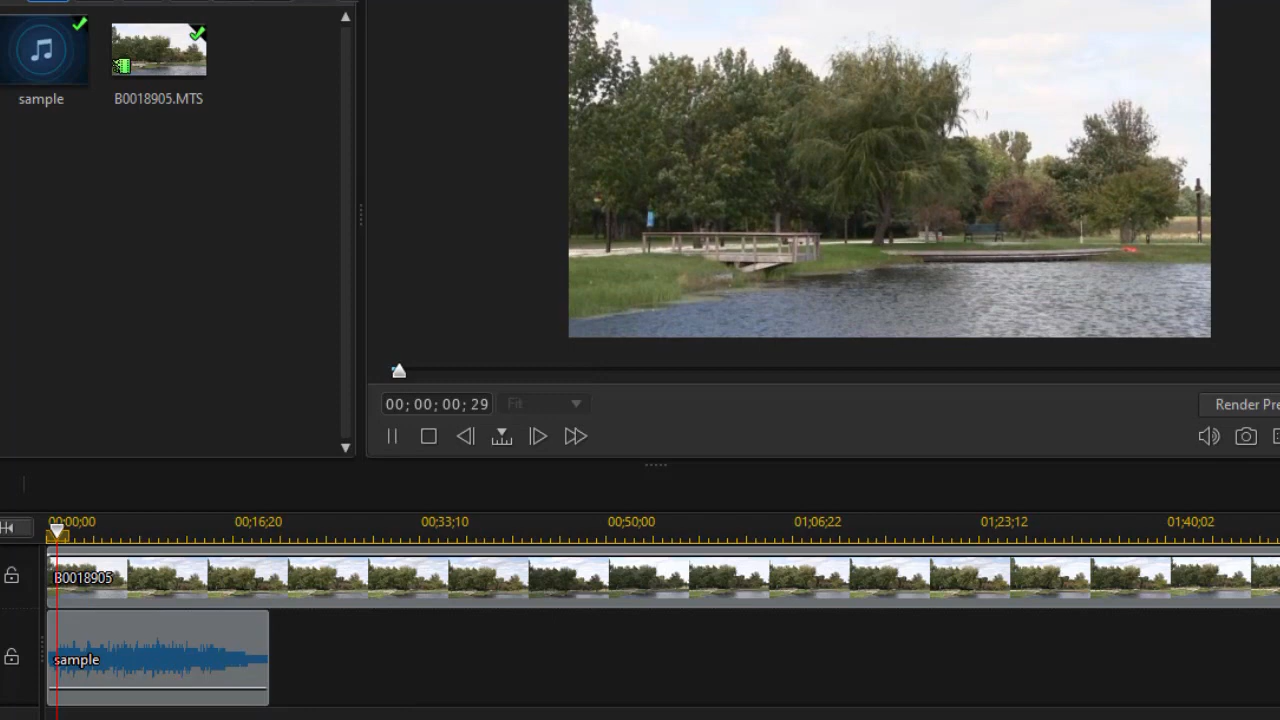 sample
B0018905.MTS
00;00;00;29
Fit
Render Pre
00;00;00
00;16;20
00;33;10
00;50;00
01;06;22
01;23;12
01;40;02
B0018905
sample